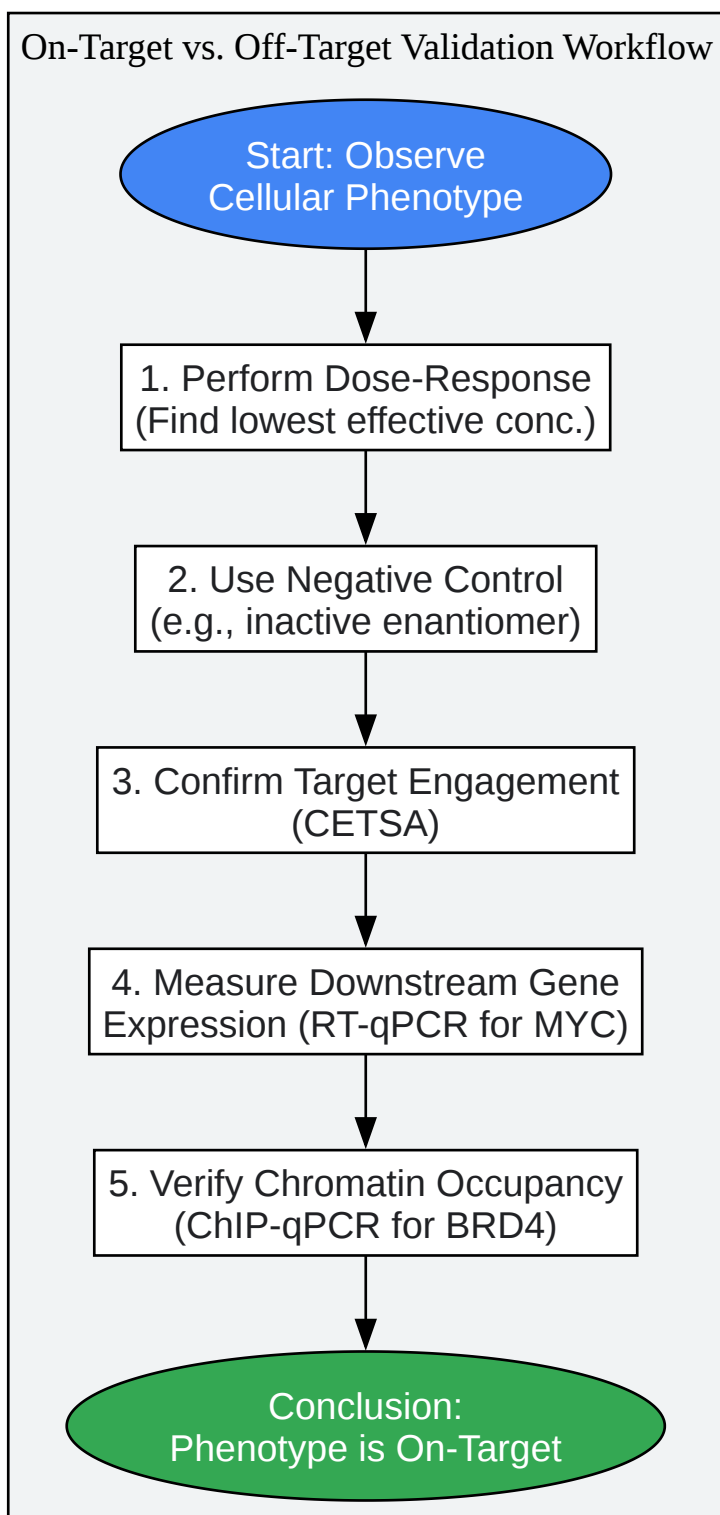 On-Target vs. Off-Target Validation Workflow
Start: Observe
Cellular Phenotype
1. Perform Dose-Response
(Find lowest effective conc.)
2. Use Negative Control
(e.g., inactive enantiomer)
3. Confirm Target Engagement
(CETSA)
4. Measure Downstream Gene
Expression (RT-qPCR for MYC)
5. Verify Chromatin Occupancy
(ChIP-qPCR for BRD4)
Conclusion:
Phenotype is On-Target